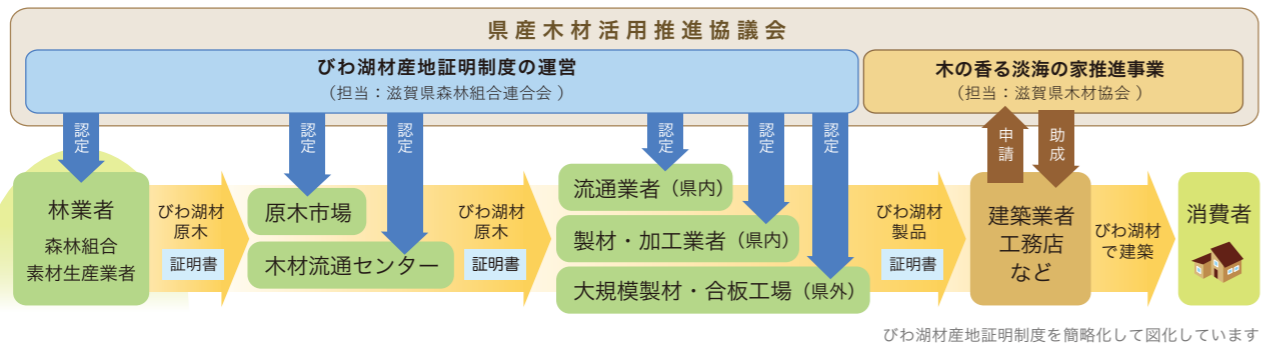 県産木材活用推進協議会
びわ湖材産地証明制度の運営
（担当：滋賀県森林組合連合会 ）
木の香る淡海の家推進事業
（担当：滋賀県木材協会 ）
認定
認定
認定
認定
認定
認定
申請
助成
林業者
森林組合
素材生産業者
びわ湖材
原木
証明書
原木市場
木材流通センター
びわ湖材
原木
証明書
流通業者（県内）
製材・加工業者（県内）
大規模製材・合板工場（県外）
びわ湖材
製品
証明書
建築業者
工務店
など
びわ湖材
で建築
消費者
びわ湖材産地証明制度を簡略化して図化しています